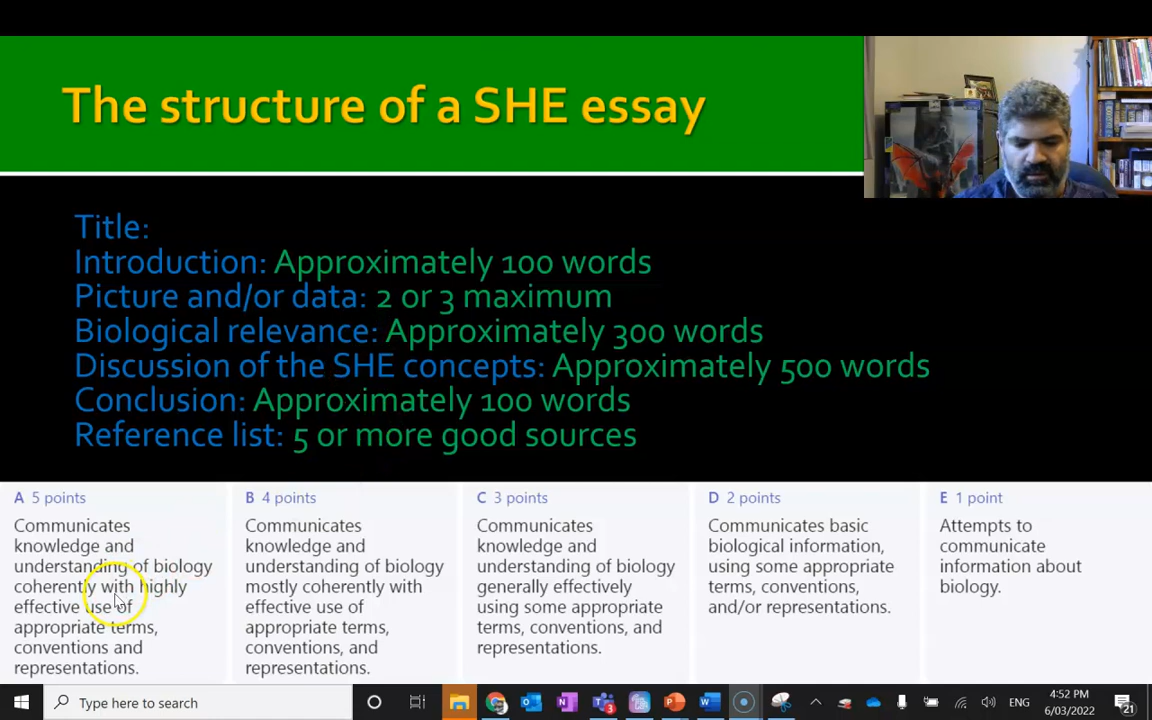 The structure of a SHE essay
Title:
Introduction: Approximately 100 words
Picture and/or data: 2 or 3 maximum
Biological relevance: Approximately 300 words
Discussion of the SHE concepts: Approximately 500 words
Conclusion: Approximately 100 words
Reference list: 5 or more good sources
A 5 points
Communicates
knowledge and
understanding of biology
coherently with highly
effective use of
appropriate terms,
conventions and
representations.
B 4 points
Communicates
knowledge and
understanding of biology
mostly coherently with
effective use of
appropriate terms,
conventions, and
representations.
C 3 points
Communicates
knowledge and
understanding of biology
generally effectively
using some appropriate
terms, conventions, and
representations.
D 2 points
Communicates basic
biological information,
using some appropriate
terms, conventions,
and/or representations.
E 1 point
Attempts to
communicate
information about
biology.
Type here to search
ENG
4:52 PM
6/03/2022
21